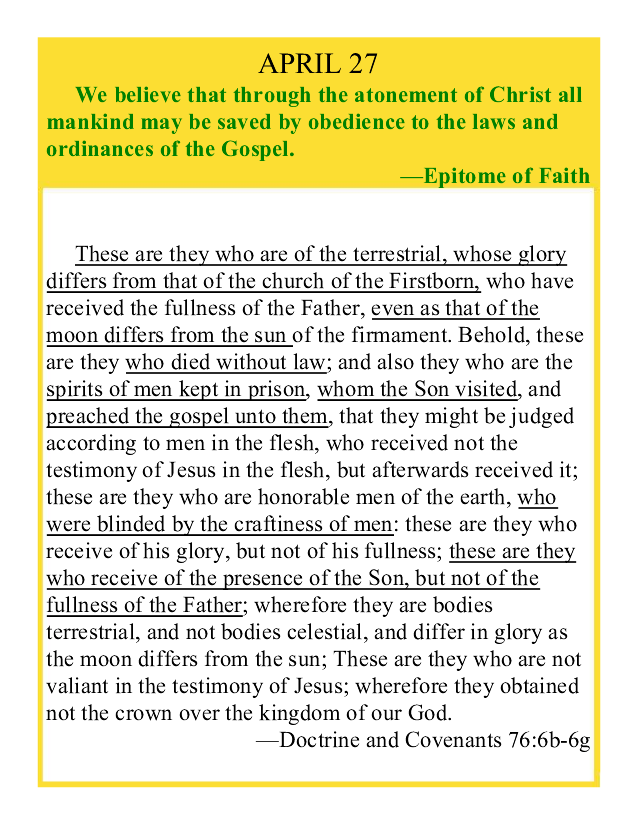 APRIL 27
We believe that through the atonement of Christ all
mankind may be saved by obedience to the laws and
ordinances of the Gospel.
—Epitome of Faith
These are they who are of the terrestrial, whose glory
differs from that of the church of the Firstborn, who have
received the fullness of the Father, even as that of the
moon differs from the sun of the firmament. Behold, these
are they who died without law; and also they who are the
spirits of men kept in prison, whom the Son visited, and
preached the gospel unto them, that they might be judged
according to men in the flesh, who received not the
testimony of Jesus in the flesh, but afterwards received it;
these are they who are honorable men of the earth, who
were blinded by the craftiness of men: these are they who
receive of his glory, but not of his fullness; these are they
who receive of the presence of the Son, but not of the
fullness of the Father; wherefore they are bodies
terrestrial, and not bodies celestial, and differ in glory as
the moon differs from the sun; These are they who are not
valiant in the testimony of Jesus; wherefore they obtained
not the crown over the kingdom of our God.
—Doctrine and Covenants 76:6b-6g